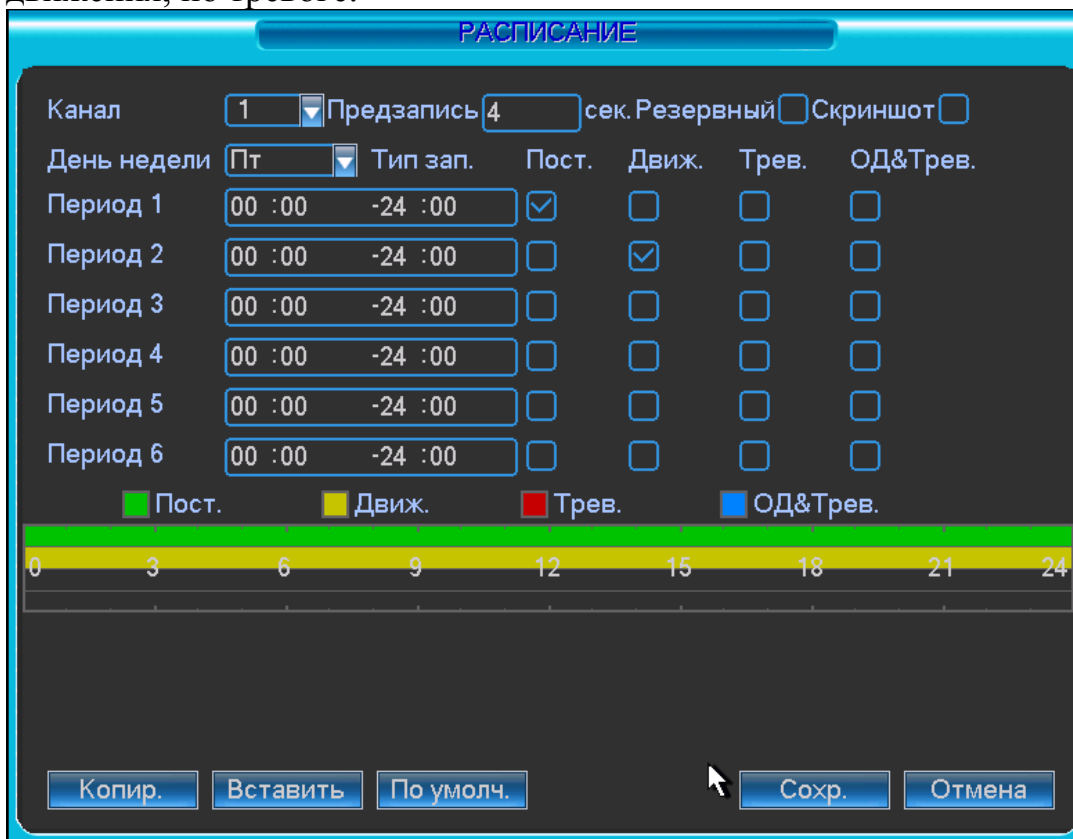 движения, по тревоге.
РАСПИСАНИЕ
Канал 1 Предзапись 4 сек. Резервный Скриншот
День недели Пт Тип зап. Пост. Движ. Трев. ОД&Трев.
Период 1 00 :00 -24 :00
Период 2 00 :00 -24 :00
Период 3 00 :00 -24 :00
Период 4 00 :00 -24 :00
Период 5 00 :00 -24 :00
Период 6 00 :00 -24 :00
Пост. Движ. Трев. ОД&Трев.
0 3 6 9 12 15 18 21 24
Копир. Вставить По умолч. Сохр. Отмена